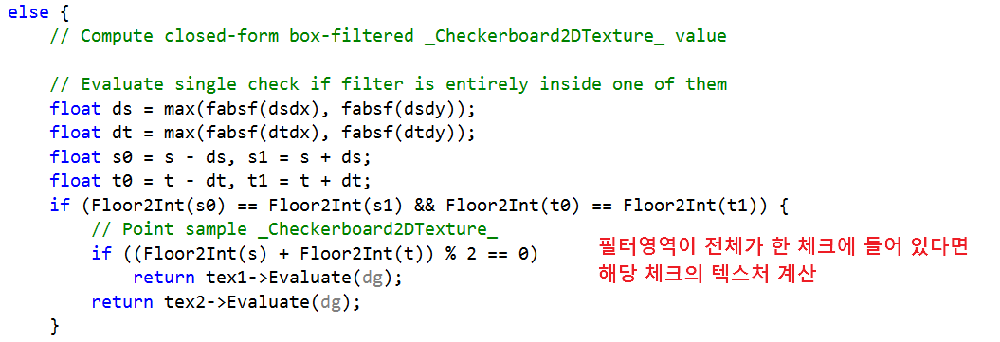 else {
    // Compute closed-form box-filtered _Checkerboard2DTexture_ value

    // Evaluate single check if filter is entirely inside one of them
    float ds = max(fabsf(dsdx), fabsf(dsdy));
    float dt = max(fabsf(dtdx), fabsf(dtdy));
    float s0 = s - ds, s1 = s + ds;
    float t0 = t - dt, t1 = t + dt;
    if (Floor2Int(s0) == Floor2Int(s1) && Floor2Int(t0) == Floor2Int(t1)) {
        // Point sample _Checkerboard2DTexture_
        if ((Floor2Int(s) + Floor2Int(t)) % 2 == 0)
            return tex1->Evaluate(dg);
        return tex2->Evaluate(dg);
    }
필터영역이 전체가 한 체크에 들어 있다면
해당 체크의 텍스처 계산